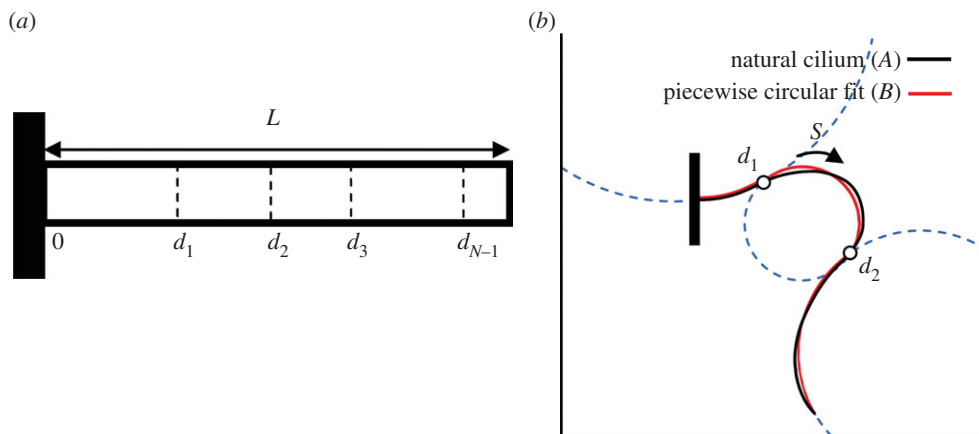 (a)
L
0 d1 d2 d3 dN–1
(b)
natural cilium (A)
piecewise circular fit (B)
S
d1
d2